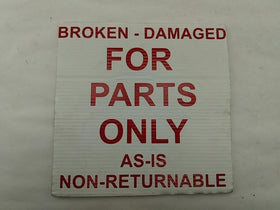 BROKEN - DAMAGED
FOR
PARTS
ONLY
AS-IS
NON-RETURNABLE